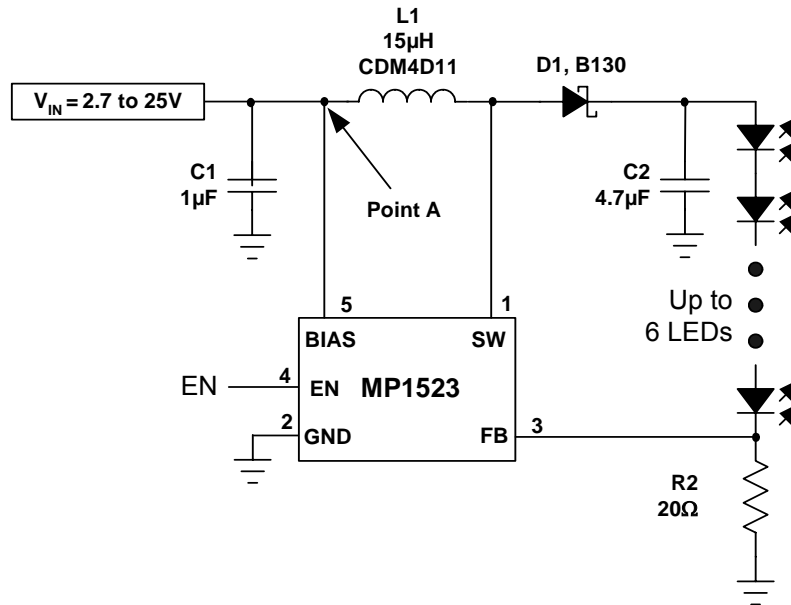 L1
15µH
CDM4D11
D1, B130
VIN = 2.7 to 25V
C1
1µF
Point A
C2
4.7µF
Up to
6 LEDs
5
1
BIAS
SW
EN
4
EN
MP1523
2
GND
FB
3
R2
20Ω